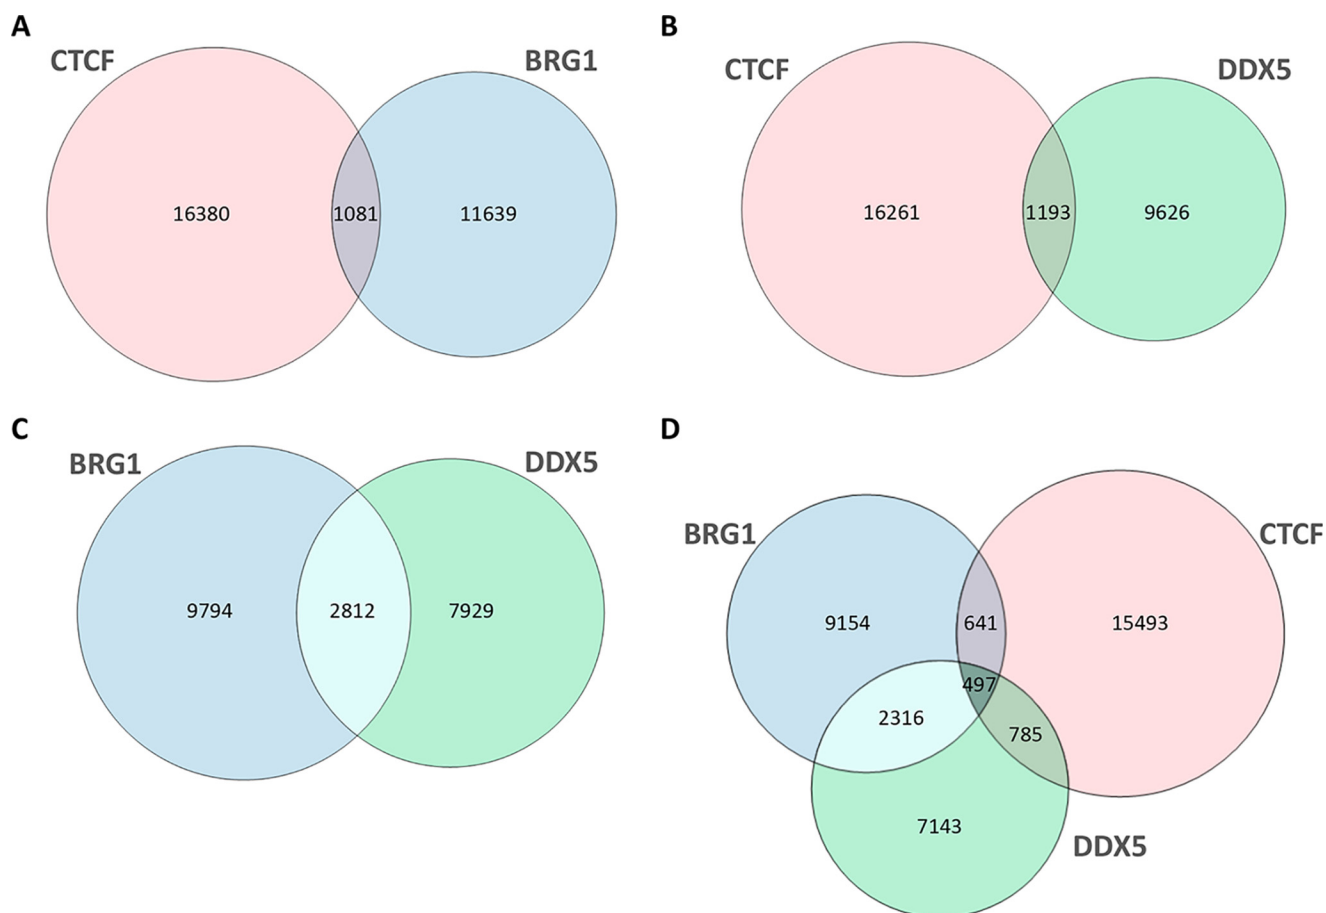 A
CTCF
BRG1
16380
1081
11639
B
CTCF
DDX5
16261
1193
9626
C
BRG1
DDX5
9794
2812
7929
D
BRG1
CTCF
9154
641
15493
497
2316
785
7143
DDX5